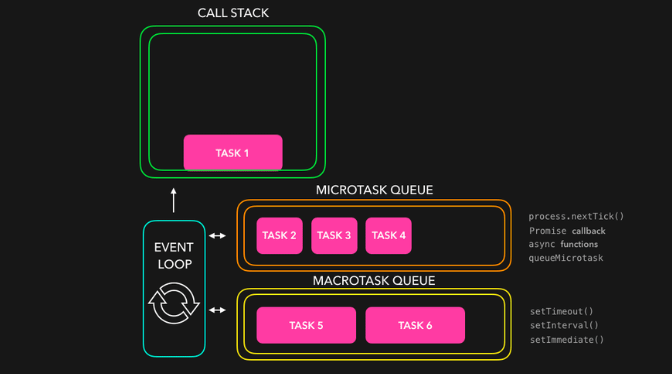 CALL STACK
TASK 1
MICROTASK QUEUE
TASK 2
TASK 3
TASK 4
process.nextTick()
Promise callback
async functions
queueMicrotask
EVENT
LOOP
MACROTASK QUEUE
TASK 5
TASK 6
setTimeout()
setInterval()
setImmediate()